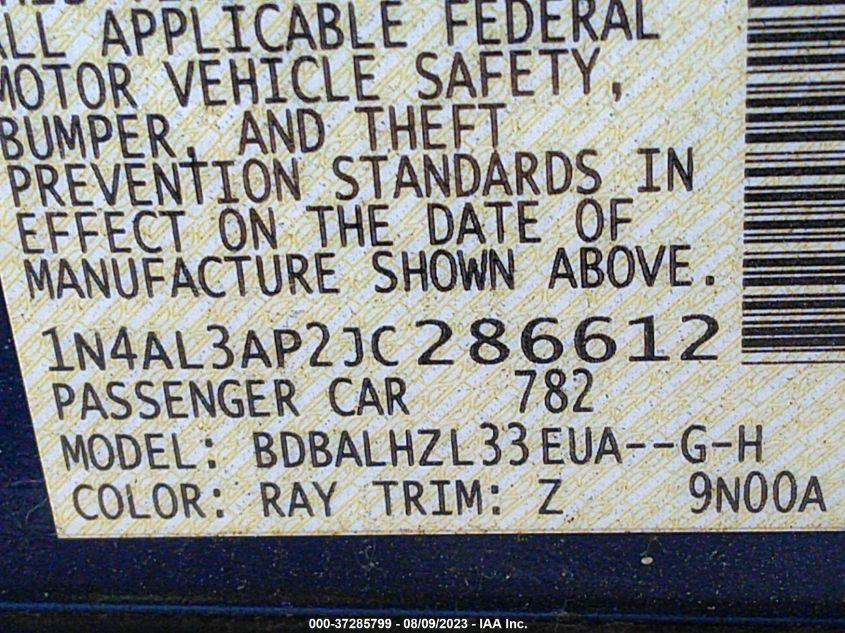 ALL APPLICABLE FEDERAL
MOTOR VEHICLE SAFETY,
BUMPER, AND THEFT
PREVENTION STANDARDS IN
EFFECT ON THE DATE OF
MANUFACTURE SHOWN ABOVE.
1N4AL3AP2JC286612
PASSENGER CAR 782
MODEL: BDBALHZL33EUA--G-H
COLOR: RAY TRIM: Z 9N00A
000-37285799 - 08/09/2023 - IAA Inc.